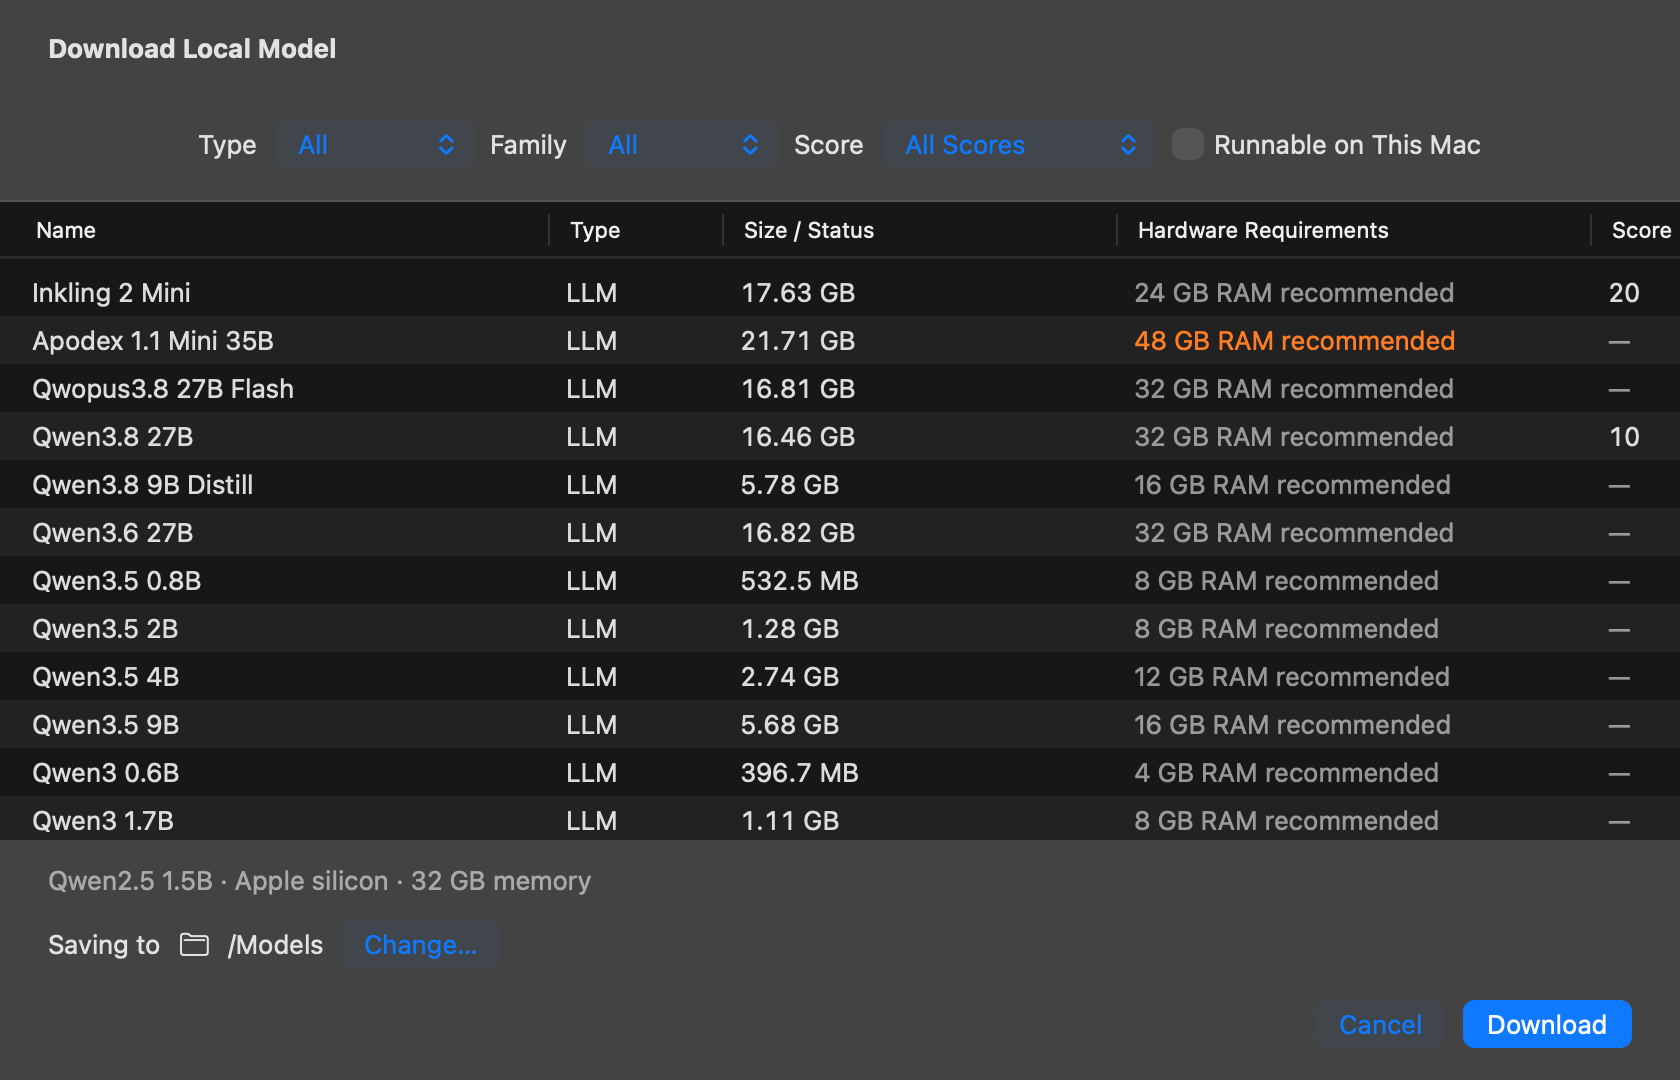 Download Local Model
Type All Family All Score All Scores Runnable on This Mac
Name Type Size / Status Hardware Requirements Score
Inkling 2 Mini LLM 17.63 GB 24 GB RAM recommended 20
Apodex 1.1 Mini 35B LLM 21.71 GB 48 GB RAM recommended —
Qwopus3.8 27B Flash LLM 16.81 GB 32 GB RAM recommended —
Qwen3.8 27B LLM 16.46 GB 32 GB RAM recommended 10
Qwen3.8 9B Distill LLM 5.78 GB 16 GB RAM recommended —
Qwen3.6 27B LLM 16.82 GB 32 GB RAM recommended —
Qwen3.5 0.8B LLM 532.5 MB 8 GB RAM recommended —
Qwen3.5 2B LLM 1.28 GB 8 GB RAM recommended —
Qwen3.5 4B LLM 2.74 GB 12 GB RAM recommended —
Qwen3.5 9B LLM 5.68 GB 16 GB RAM recommended —
Qwen3 0.6B LLM 396.7 MB 4 GB RAM recommended —
Qwen3 1.7B LLM 1.11 GB 8 GB RAM recommended —
Qwen2.5 1.5B · Apple silicon · 32 GB memory
Saving to /Models Change...
Cancel Download